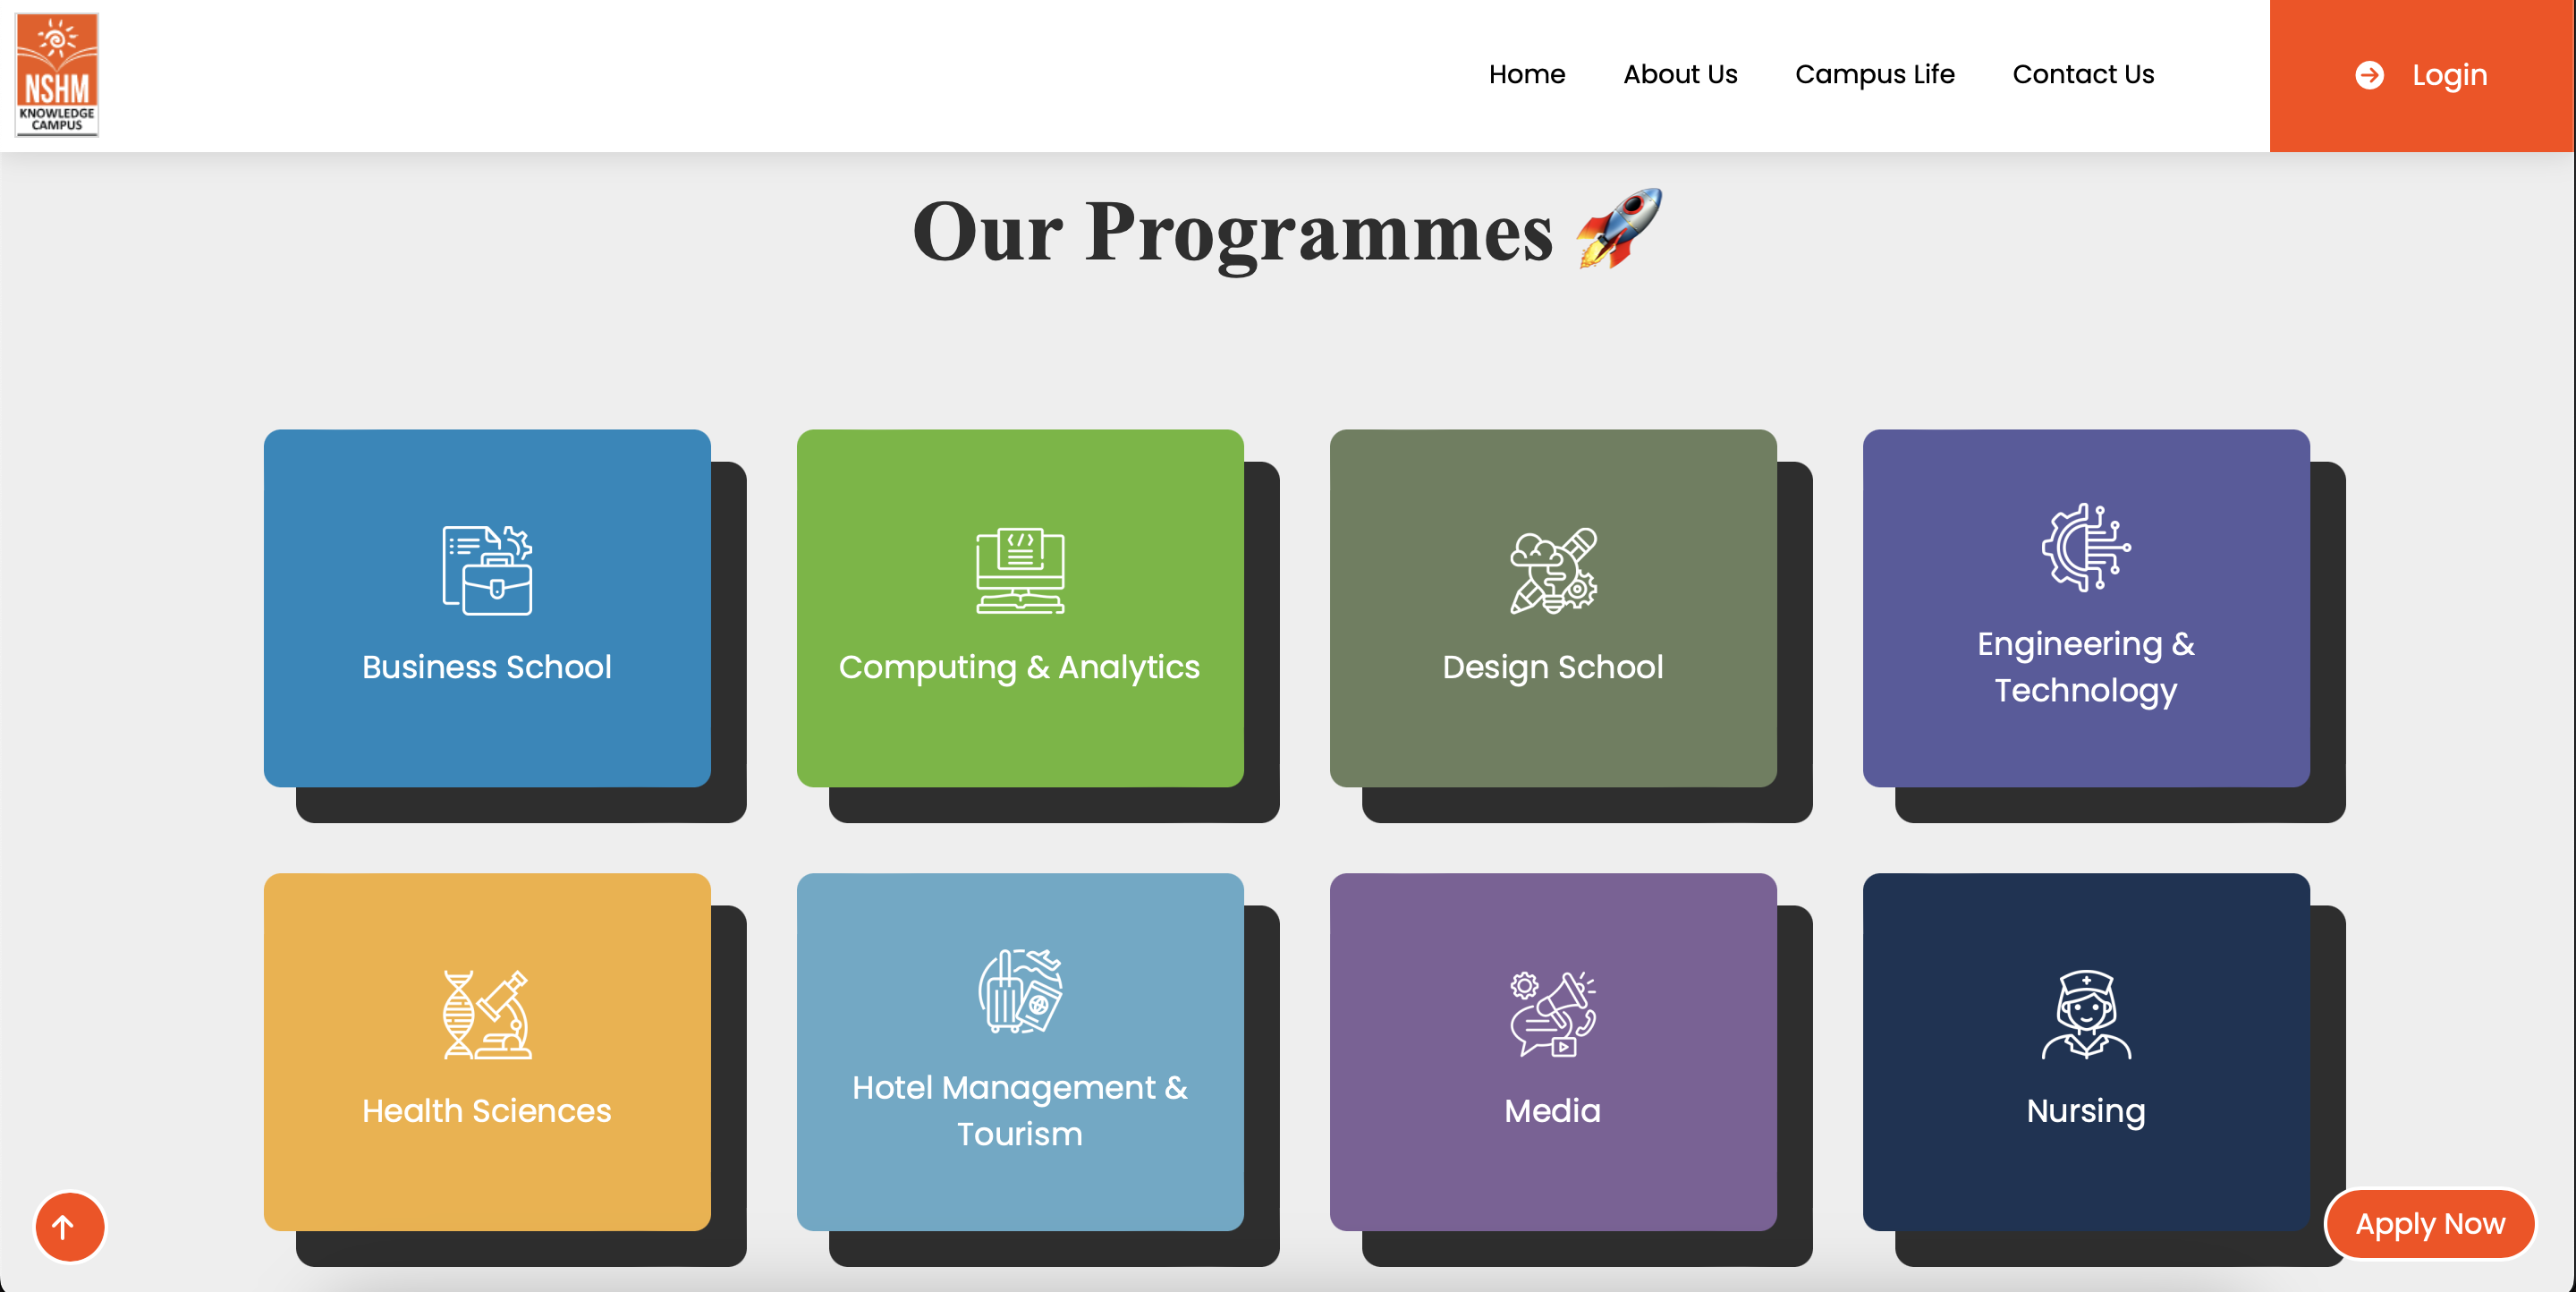 NSHM
KNOWLEDGE
CAMPUS
Home
About Us
Campus Life
Contact Us
Login
Our Programmes 🚀
Business School
Computing & Analytics
Design School
Engineering &
Technology
Health Sciences
Hotel Management &
Tourism
Media
Nursing
Apply Now